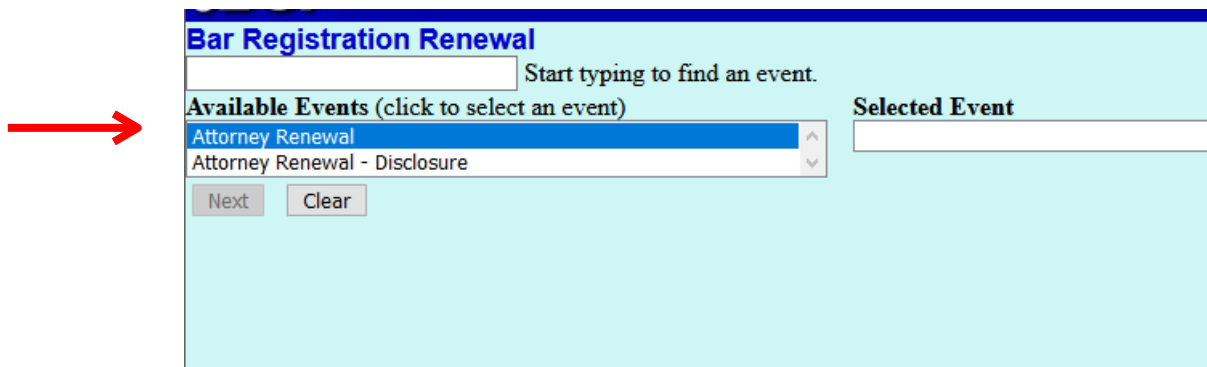 Bar Registration Renewal
Start typing to find an event.
Available Events (click to select an event)
Selected Event
Attorney Renewal
Attorney Renewal - Disclosure
Next
Clear